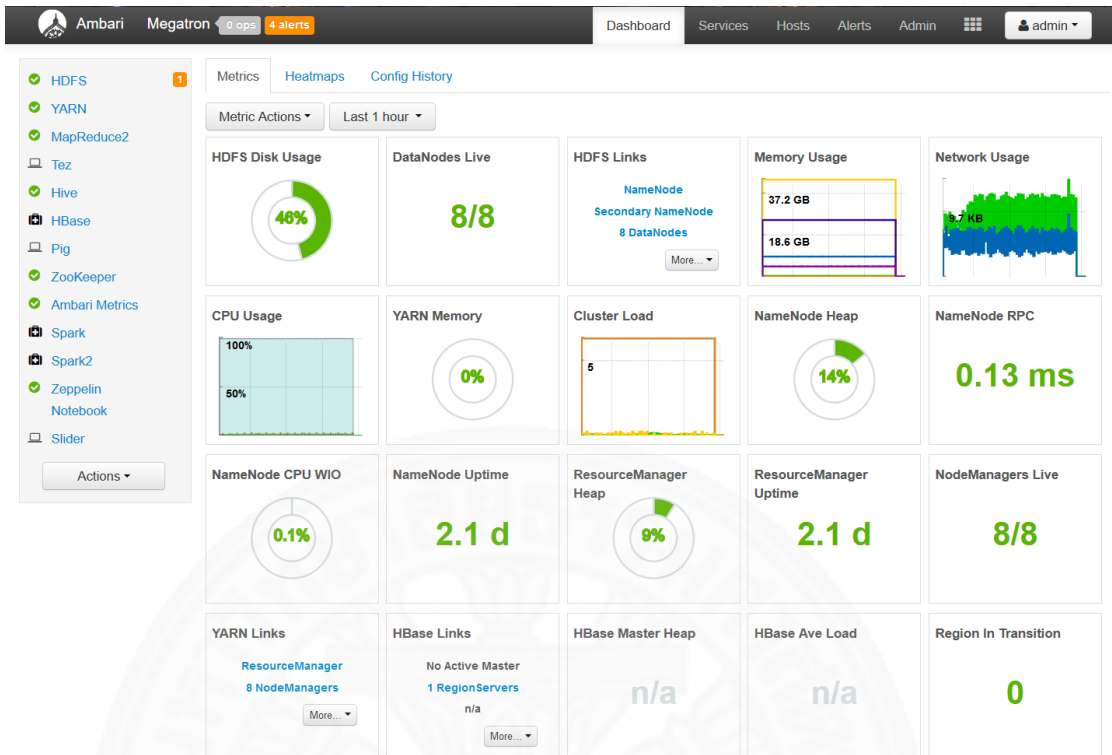 Ambari Megatron 0 ops 4 alerts Dashboard Services Hosts Alerts Admin admin
HDFS 1
YARN
MapReduce2
Tez
Hive
HBase
Pig
ZooKeeper
Ambari Metrics
Spark
Spark2
Zeppelin
Notebook
Slider
Actions
Metrics Heatmaps Config History
Metric Actions Last 1 hour
HDFS Disk Usage
46%
DataNodes Live
8/8
HDFS Links
NameNode
Secondary NameNode
8 DataNodes
More...
Memory Usage
37.2 GB
18.6 GB
Network Usage
9.7 KB
CPU Usage
100%
50%
YARN Memory
0%
Cluster Load
5
NameNode Heap
14%
NameNode RPC
0.13 ms
NameNode CPU WIO
0.1%
NameNode Uptime
2.1 d
ResourceManager
Heap
9%
ResourceManager
Uptime
2.1 d
NodeManagers Live
8/8
YARN Links
ResourceManager
8 NodeManagers
More...
HBase Links
No Active Master
1 RegionServers
n/a
More...
HBase Master Heap
n/a
HBase Ave Load
n/a
Region In Transition
0